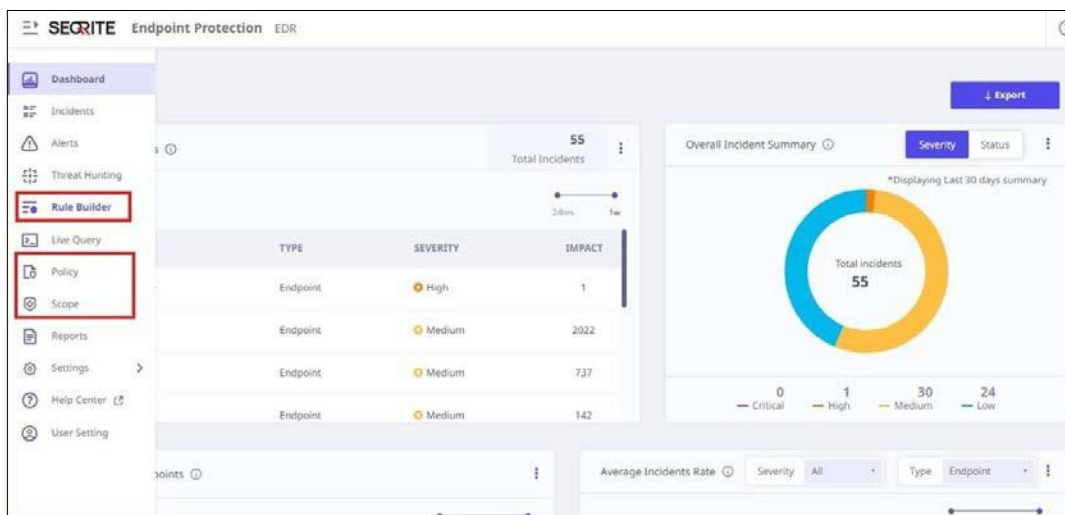 SEQRITE Endpoint Protection EDR
Dashboard
Incidents
Alerts
Threat Hunting
Rule Builder
Live Query
Policy
Scope
Reports
Settings
Help Center
User Setting
Export
s
55
Total Incidents
24hrs 1w
TYPE SEVERITY IMPACT
Endpoint High 1
Endpoint Medium 2022
Endpoint Medium 737
Endpoint Medium 142
Overall Incident Summary Severity Status
*Displaying Last 30 days summary
Total incidents
55
0 1 30 24
Critical High Medium Low
points
Average Incidents Rate Severity All Type Endpoint